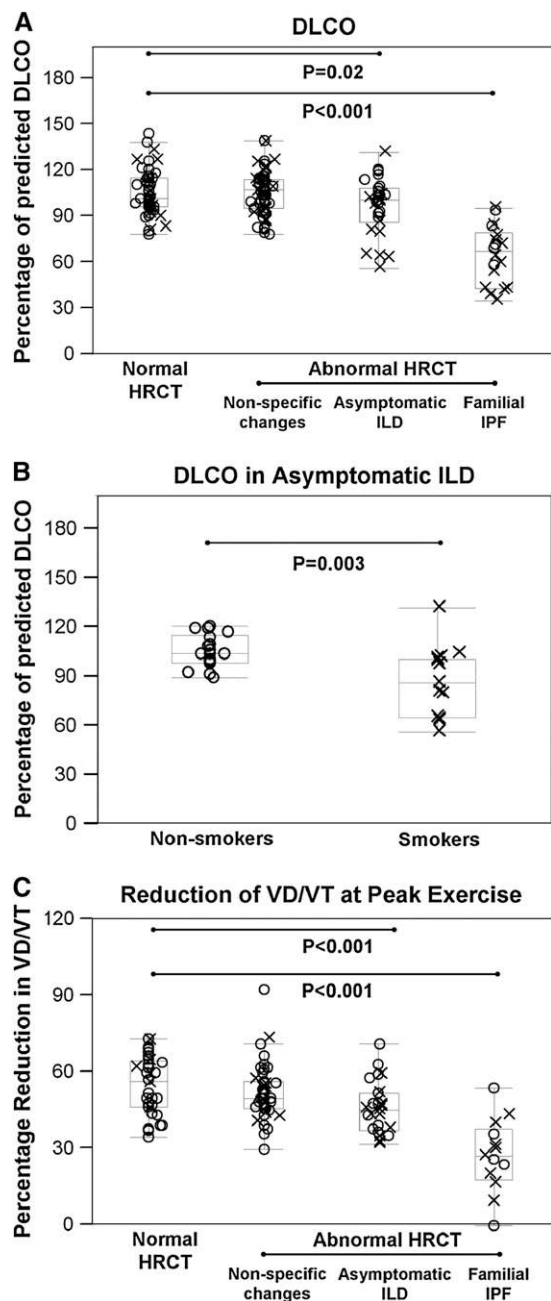 A
DLCO
Percentage of predicted DLCO
180
150
120
90
60
30
0
P=0.02
P<0.001
Normal
HRCT
Abnormal HRCT
Non-specific
changes
Asymptomatic
ILD
Familial
IPF
B
DLCO in Asymptomatic ILD
Percentage of predicted DLCO
180
150
120
90
60
30
0
P=0.003
Non-smokers
Smokers
C
Reduction of VD/VT at Peak Exercise
Percentage Reduction in VD/VT
120
90
60
30
0
P<0.001
P<0.001
Normal
HRCT
Abnormal HRCT
Non-specific
changes
Asymptomatic
ILD
Familial
IPF